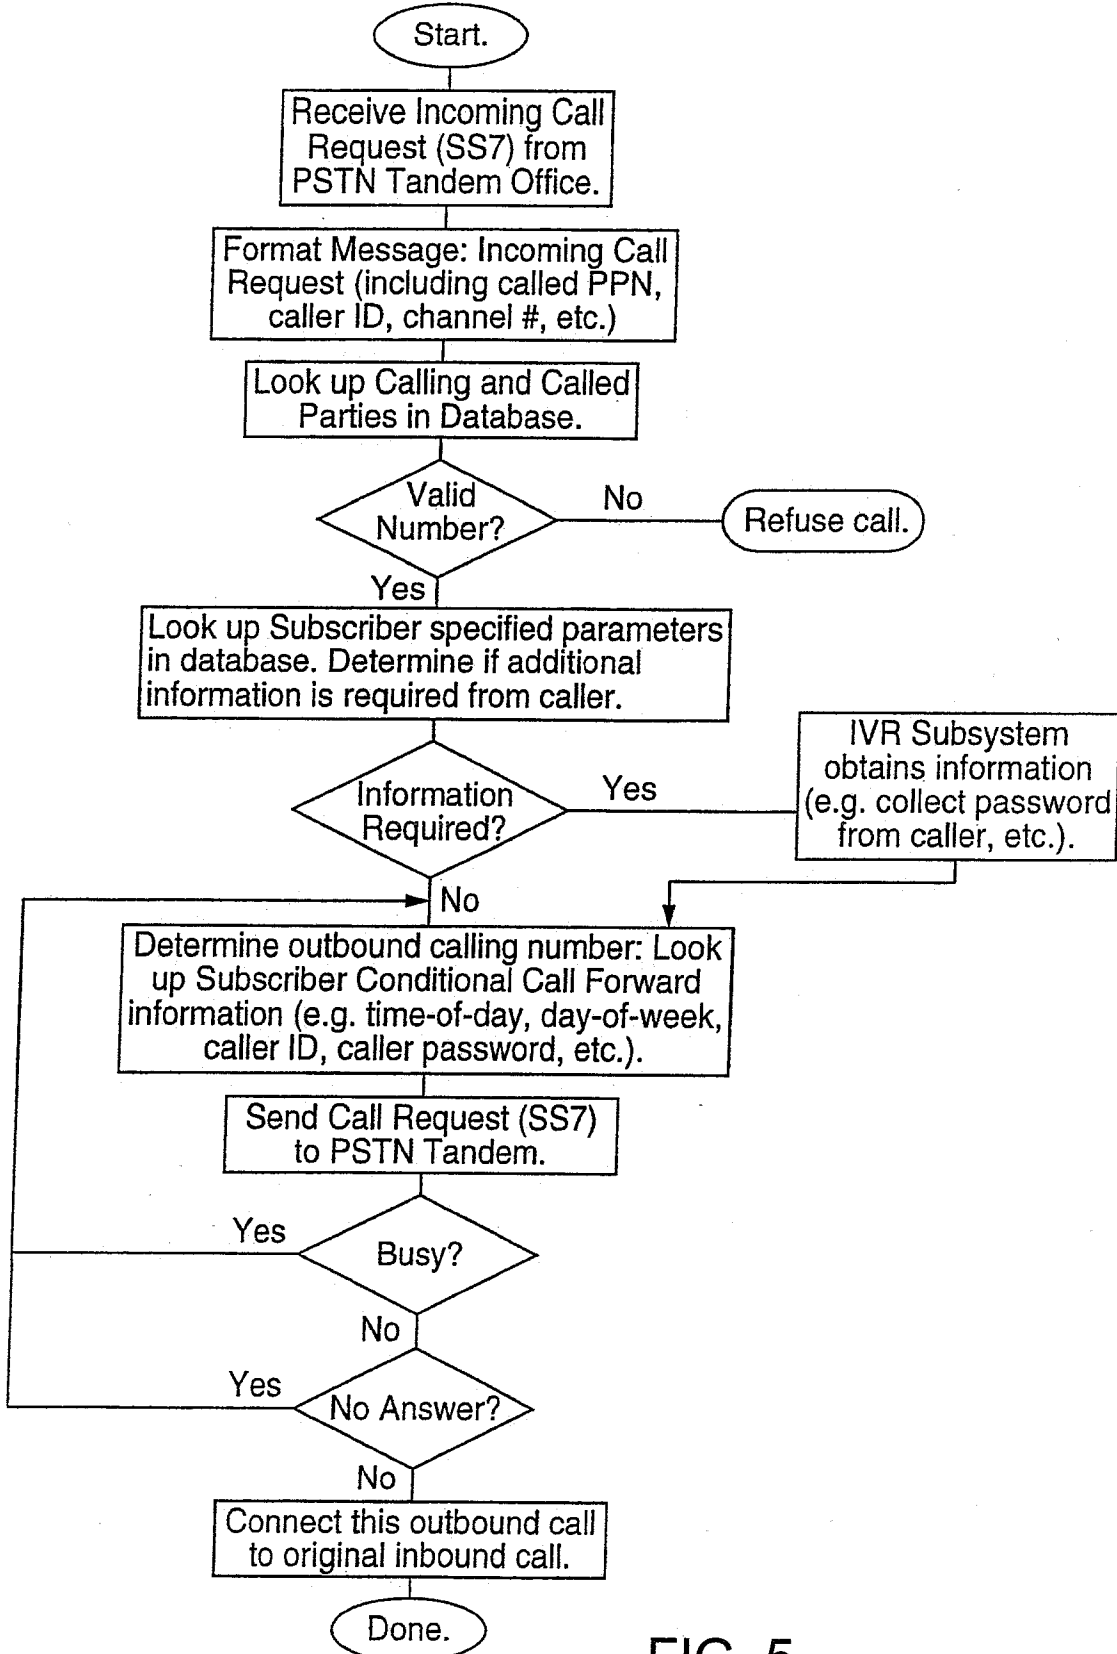 Start.
Receive Incoming Call
Request (SS7) from
PSTN Tandem Office.
Format Message: Incoming Call
Request (including called PPN,
caller ID, channel #, etc.)
Look up Calling and Called
Parties in Database.
Valid
Number?
No
Refuse call.
Yes
Look up Subscriber specified parameters
in database. Determine if additional
information is required from caller.
Information
Required?
Yes
IVR Subsystem
obtains information
(e.g. collect password
from caller, etc.).
No
Determine outbound calling number: Look
up Subscriber Conditional Call Forward
information (e.g. time-of-day, day-of-week,
caller ID, caller password, etc.).
Send Call Request (SS7)
to PSTN Tandem.
Busy?
Yes
No
No Answer?
Yes
No
Connect this outbound call
to original inbound call.
Done.
FIG. 5